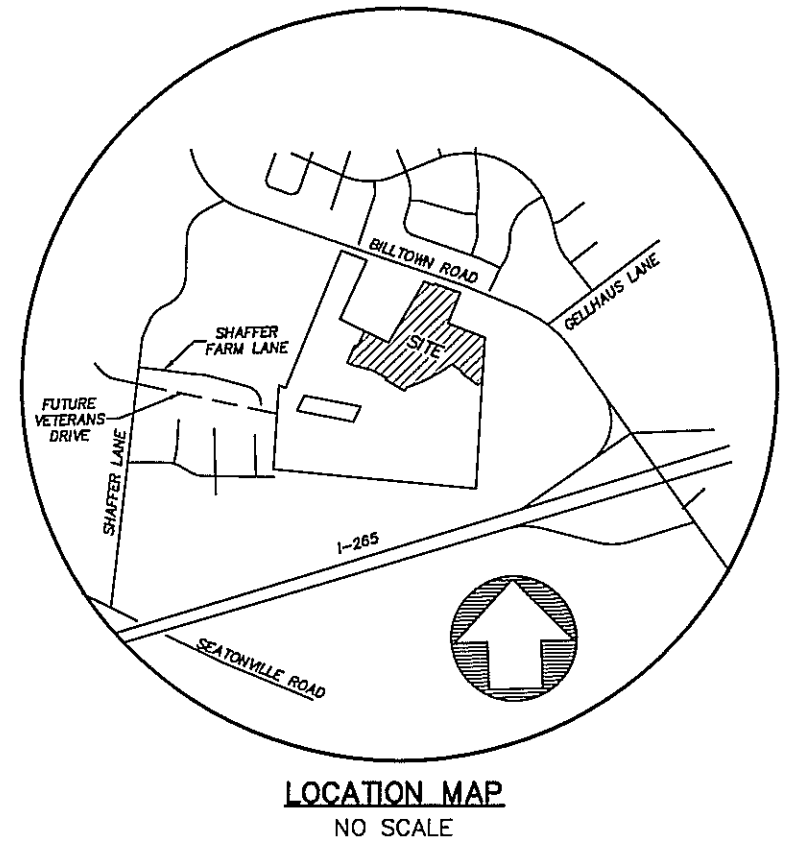 BILLTOWN ROAD
GELLHAUS LANE
SHAFFER
FARM LANE
SITE
FUTURE
VETERANS
DRIVE
SHAFFER LANE
I-265
SEATONVILLE ROAD
LOCATION MAP
NO SCALE